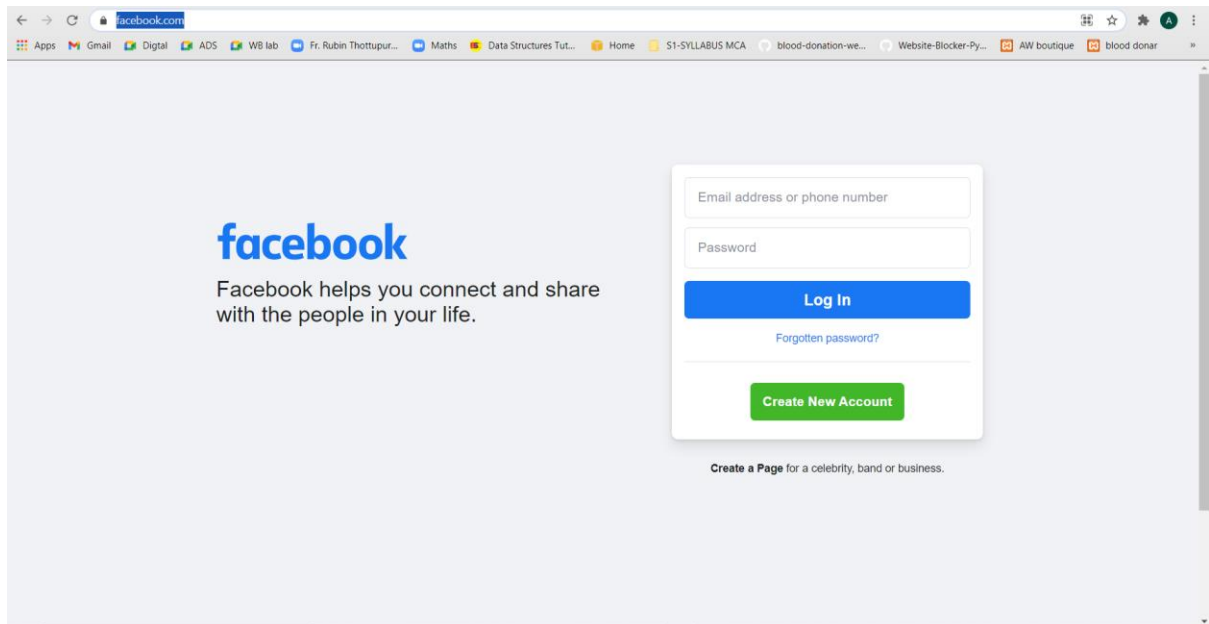 facebook.com
A
Apps Gmail Digtal ADS WB lab Fr. Rubin Thottupur... Maths Data Structures Tut... Home S1-SYLLABUS MCA blood-donation-we... Website-Blocker-Py... AW boutique blood donar »
Email address or phone number
facebook
Password
Facebook helps you connect and share
with the people in your life.
Log In
Forgotten password?
Create New Account
Create a Page for a celebrity, band or business.